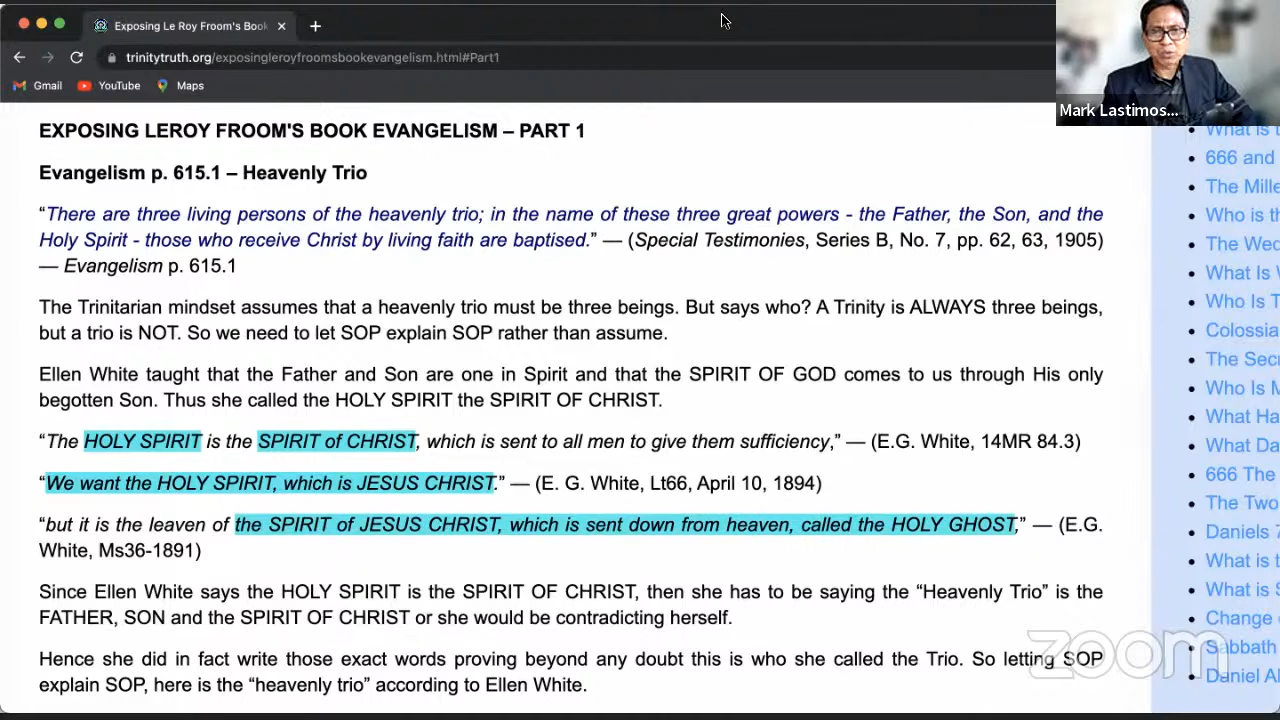 Exposing Le Roy Froom's Book
trinitytruth.org/exposingleroyfroomsbookevangelism.html#Part1
Gmail YouTube Maps
Mark Lastimos...
EXPOSING LEROY FROOM'S BOOK EVANGELISM – PART 1
Evangelism p. 615.1 – Heavenly Trio
“There are three living persons of the heavenly trio; in the name of these three great powers - the Father, the Son, and the
Holy Spirit - those who receive Christ by living faith are baptised.” — (Special Testimonies, Series B, No. 7, pp. 62, 63, 1905)
— Evangelism p. 615.1
The Trinitarian mindset assumes that a heavenly trio must be three beings. But says who? A Trinity is ALWAYS three beings,
but a trio is NOT. So we need to let SOP explain SOP rather than assume.
Ellen White taught that the Father and Son are one in Spirit and that the SPIRIT OF GOD comes to us through His only
begotten Son. Thus she called the HOLY SPIRIT the SPIRIT OF CHRIST.
“The HOLY SPIRIT is the SPIRIT of CHRIST, which is sent to all men to give them sufficiency,” — (E.G. White, 14MR 84.3)
“We want the HOLY SPIRIT, which is JESUS CHRIST.” — (E. G. White, Lt66, April 10, 1894)
“but it is the leaven of the SPIRIT of JESUS CHRIST, which is sent down from heaven, called the HOLY GHOST,” — (E.G.
White, Ms36-1891)
Since Ellen White says the HOLY SPIRIT is the SPIRIT OF CHRIST, then she has to be saying the “Heavenly Trio” is the
FATHER, SON and the SPIRIT OF CHRIST or she would be contradicting herself.
Hence she did in fact write those exact words proving beyond any doubt this is who she called the Trio. So letting SOP
explain SOP, here is the “heavenly trio” according to Ellen White.
What is
666 and
The Mille
Who is th
The Wed
What Is W
Who Is T
Colossia
The Secr
Who Is M
What Ha
What Da
666 The
The Two
Daniels 7
What is t
What is S
Change
Sabbath
Daniel
zoom